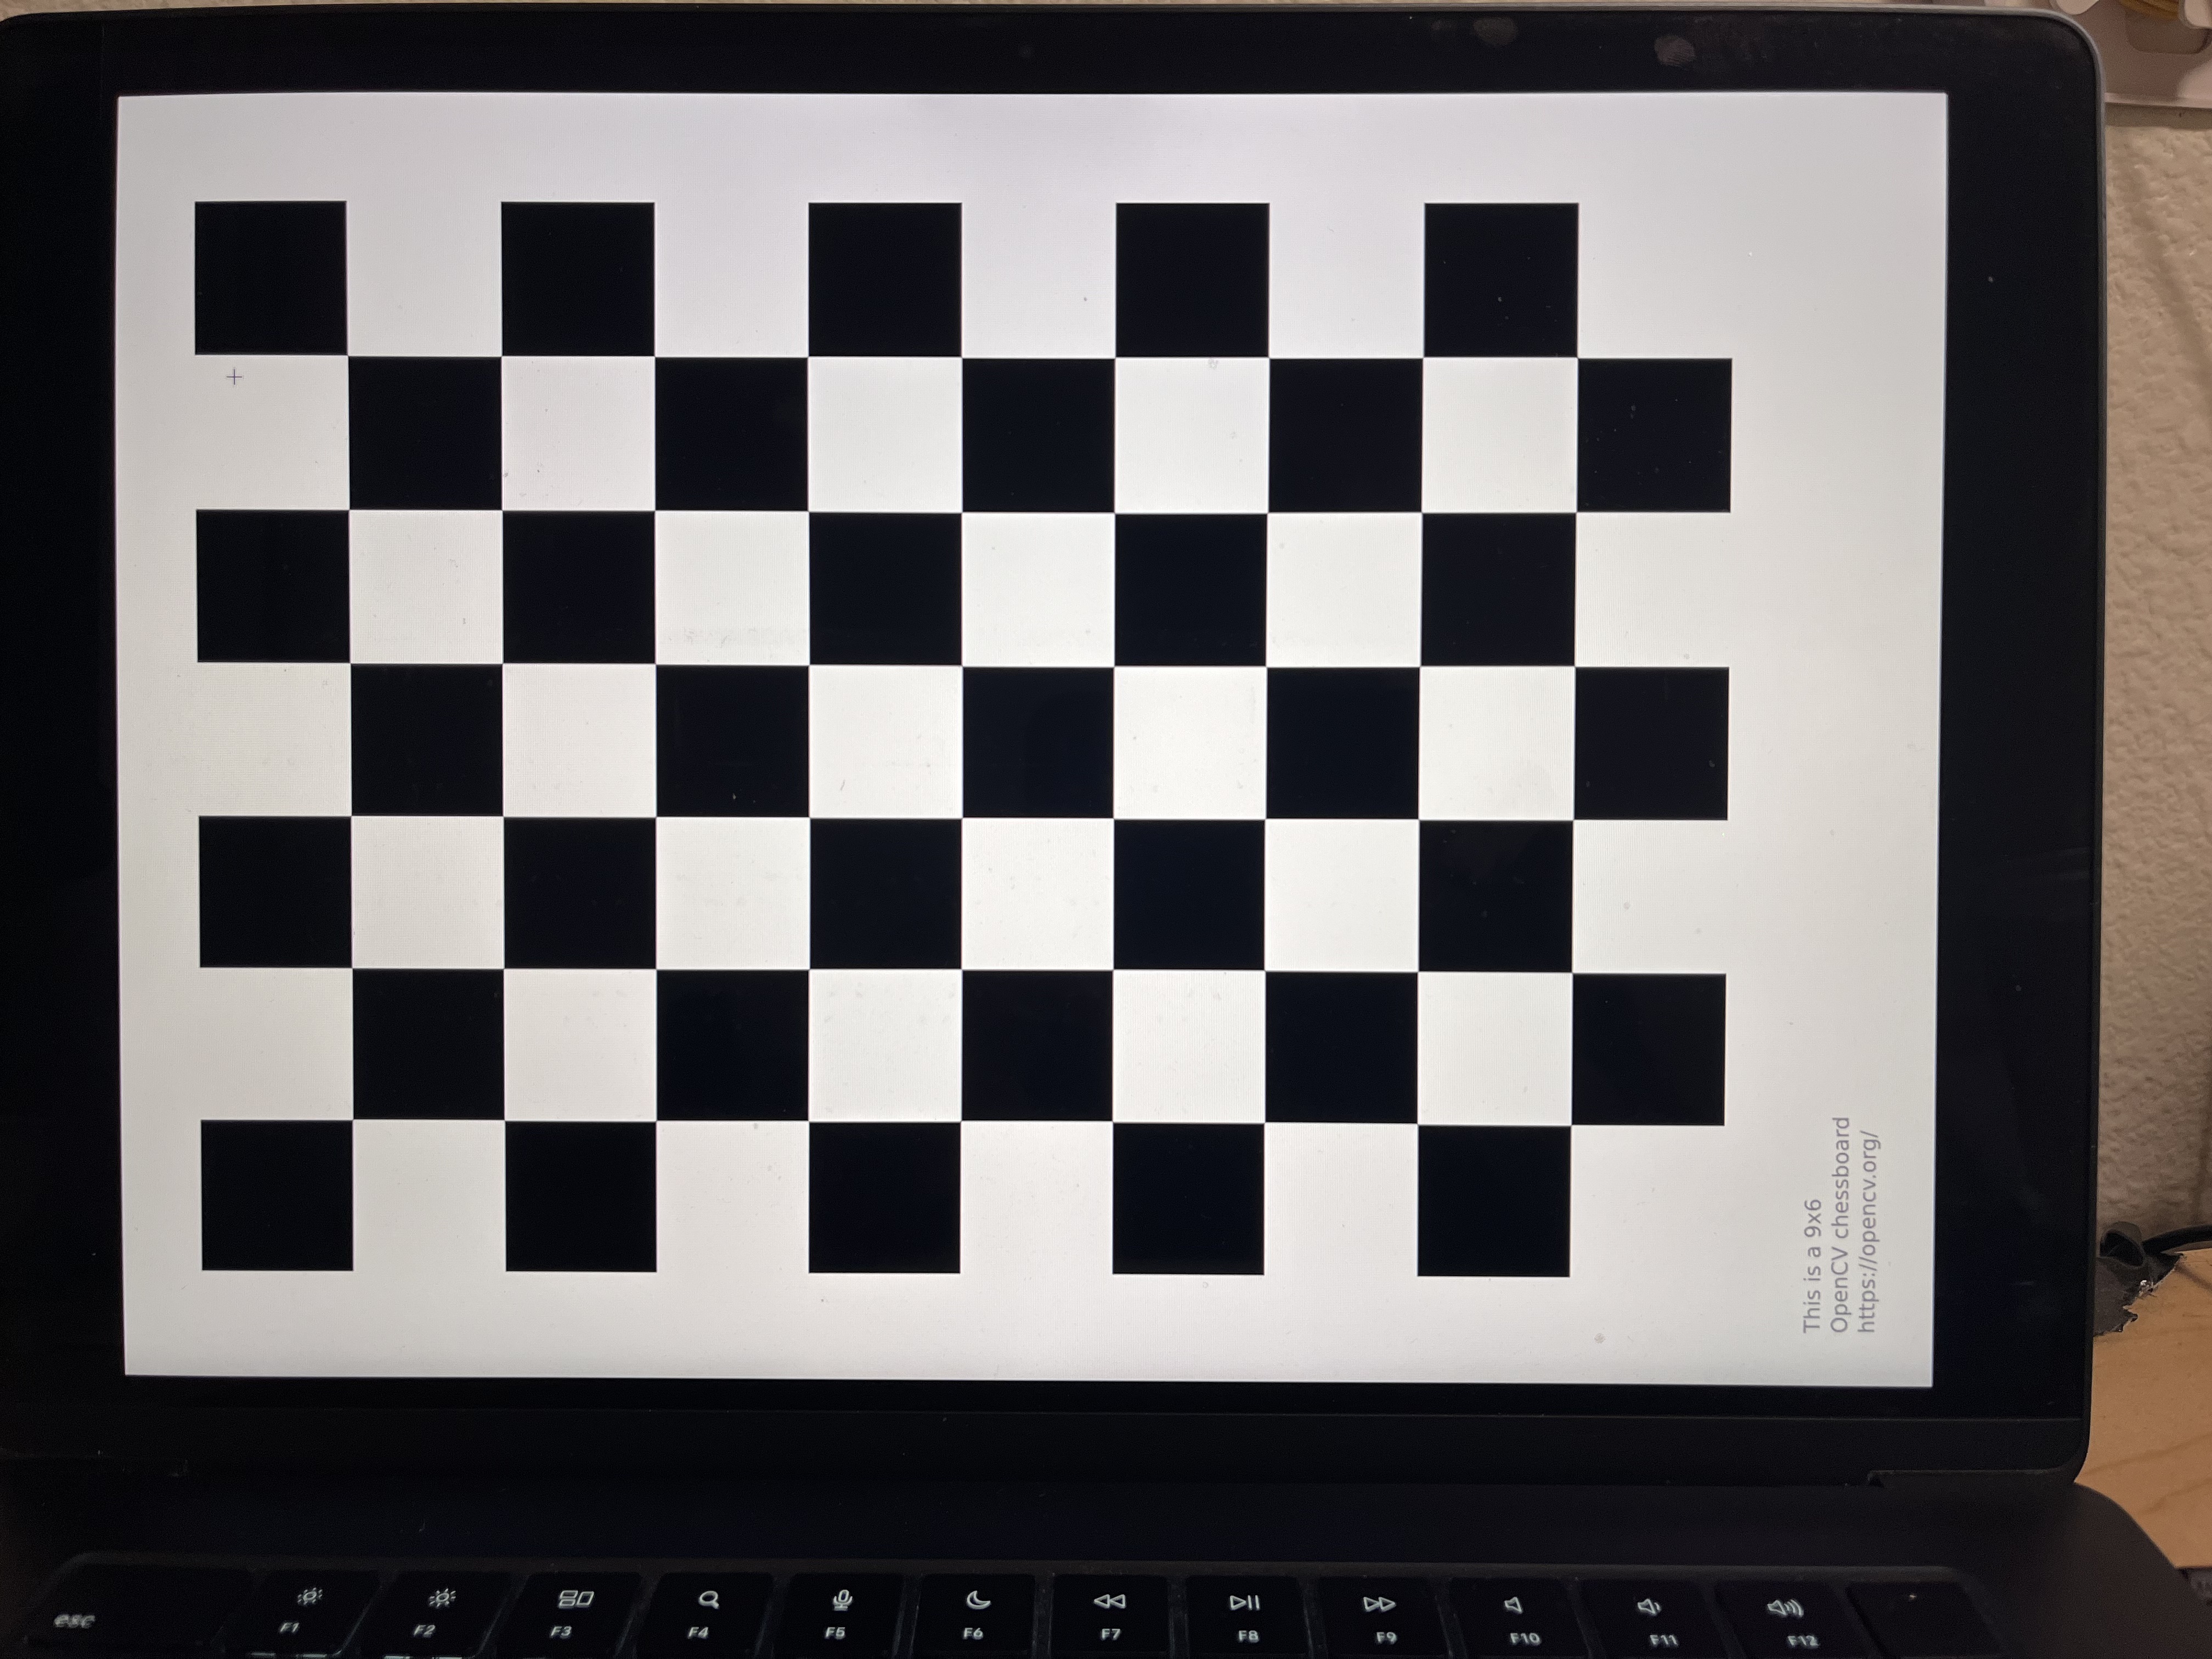 This is a 9x6
OpenCV chessboard
https://opencv.org/
esc
F1
F2
F3
F4
F5
F6
F7
F8
F9
F10
F11
F12